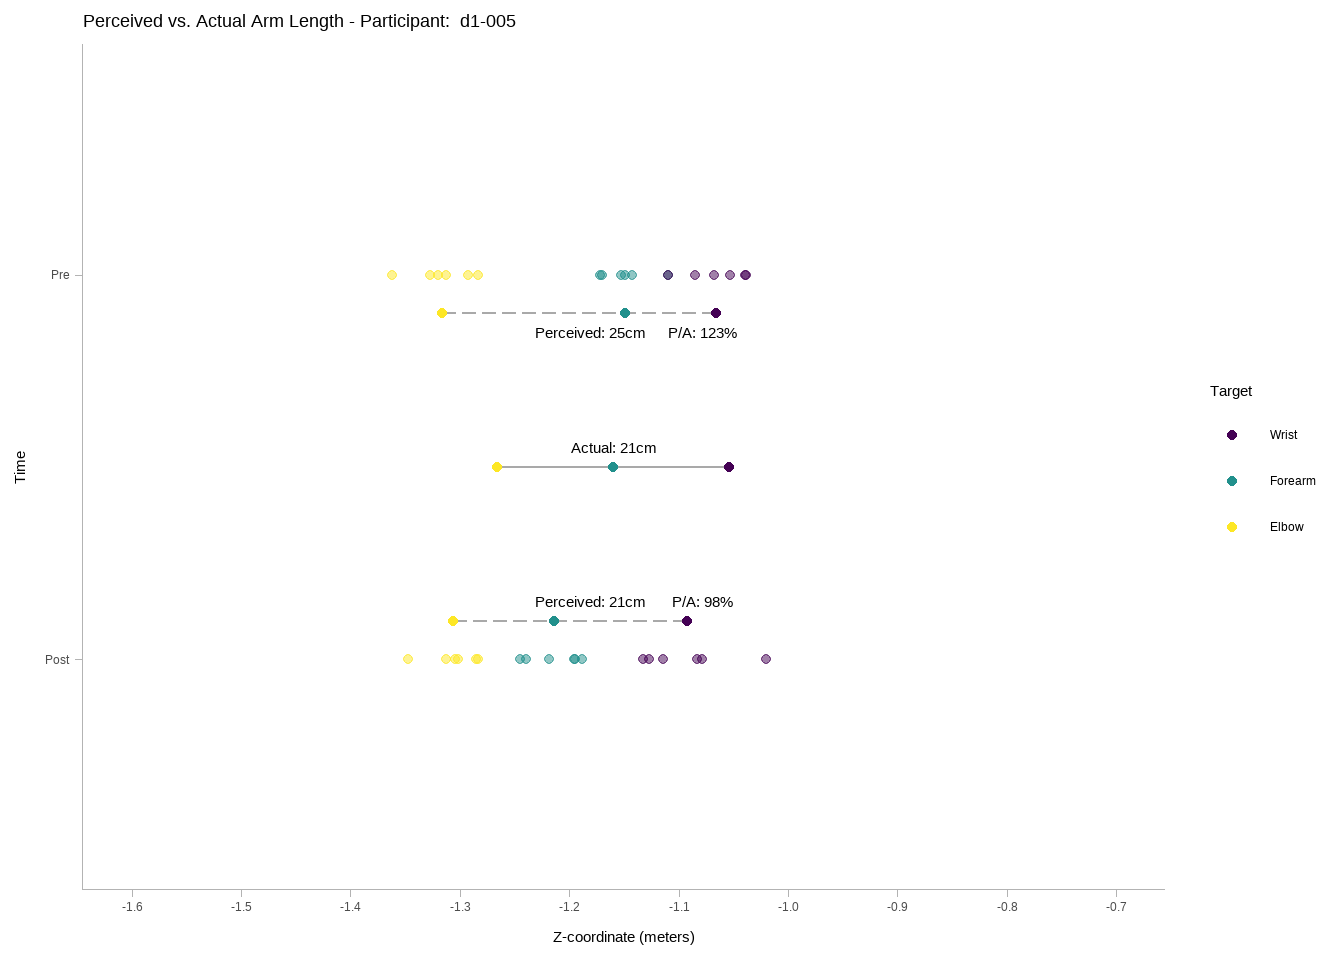 Perceived vs. Actual Arm Length - Participant:  d1-005
Pre
Perceived: 25cm
P/A: 123%
Target
Wrist
Forearm
Elbow
Actual: 21cm
Time
Perceived: 21cm
P/A: 98%
Post
-1.6
-1.5
-1.4
-1.3
-1.2
-1.1
-1.0
-0.9
-0.8
-0.7
Z-coordinate (meters)